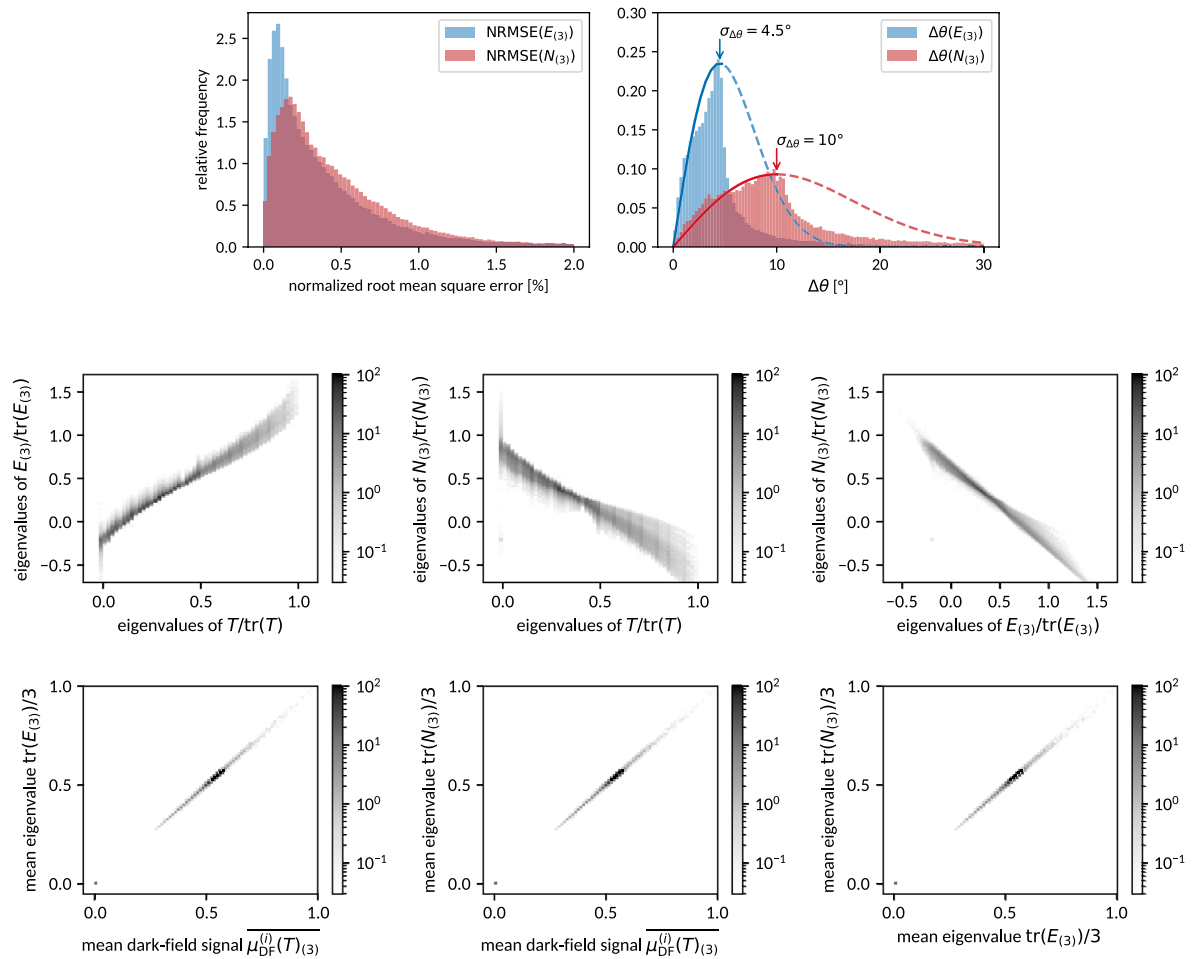 relative frequency
2.5
2.0
1.5
1.0
0.5
0.0
NRMSE(E₍₃₎)
NRMSE(N₍₃₎)
0.0 0.5 1.0 1.5 2.0
normalized root mean square error [%]
0.30
0.25
0.20
0.15
0.10
0.05
0.00
σ_Δθ = 4.5°
σ_Δθ = 10°
Δθ(E₍₃₎)
Δθ(N₍₃₎)
0 10 20 30
Δθ [°]
eigenvalues of E₍₃₎/tr(E₍₃₎)
1.5
1.0
0.5
0.0
−0.5
0.0 0.5 1.0
eigenvalues of T/tr(T)
10²
10¹
10⁰
10⁻¹
eigenvalues of N₍₃₎/tr(N₍₃₎)
1.5
1.0
0.5
0.0
−0.5
0.0 0.5 1.0
eigenvalues of T/tr(T)
10²
10¹
10⁰
10⁻¹
eigenvalues of N₍₃₎/tr(N₍₃₎)
1.5
1.0
0.5
0.0
−0.5
−0.5 0.0 0.5 1.0 1.5
eigenvalues of E₍₃₎/tr(E₍₃₎)
10²
10¹
10⁰
10⁻¹
mean eigenvalue tr(E₍₃₎)/3
1.0
0.5
0.0
0.0 0.5 1.0
mean dark-field signal \overline{μ_{DF}^{(i)}(T)_{(3)}}
10²
10¹
10⁰
10⁻¹
mean eigenvalue tr(N₍₃₎)/3
1.0
0.5
0.0
0.0 0.5 1.0
mean dark-field signal \overline{μ_{DF}^{(i)}(T)_{(3)}}
10²
10¹
10⁰
10⁻¹
mean eigenvalue tr(N₍₃₎)/3
1.0
0.5
0.0
0.0 0.5 1.0
mean eigenvalue tr(E₍₃₎)/3
10²
10¹
10⁰
10⁻¹